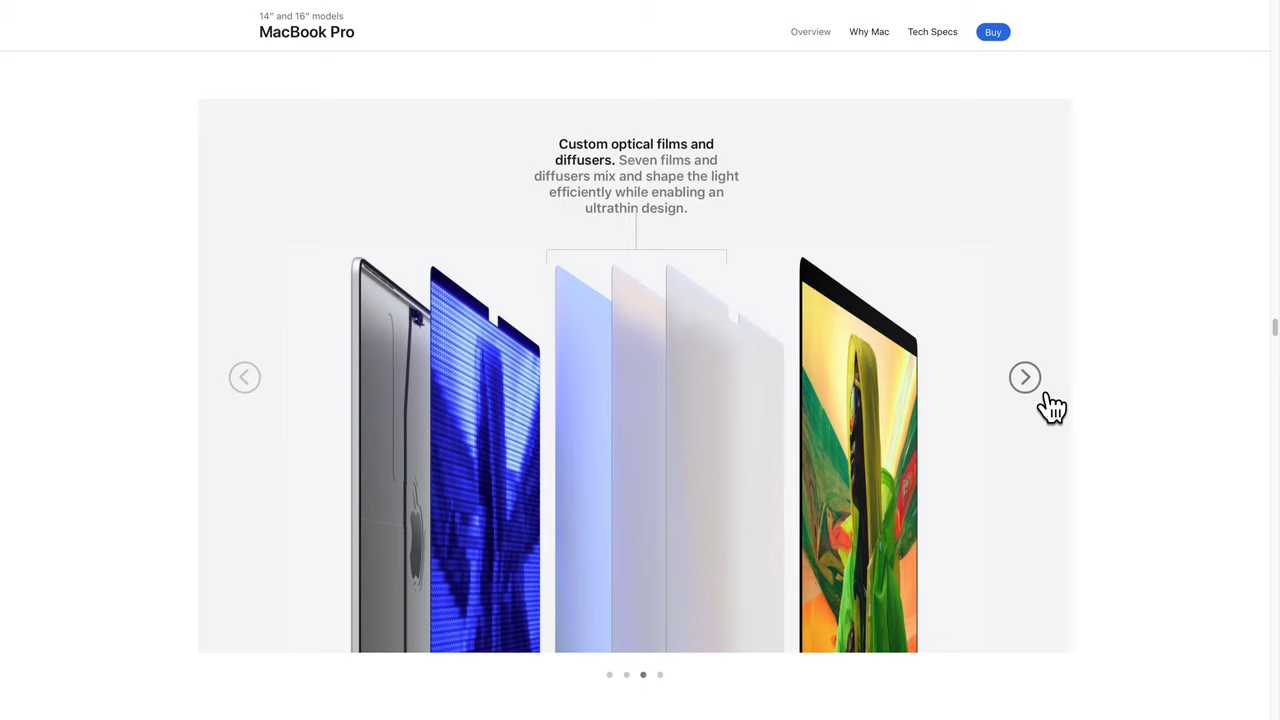 14" and 16" models
MacBook Pro
Overview
Why Mac
Tech Specs
Buy
Custom optical films and
diffusers. Seven films and
diffusers mix and shape the light
efficiently while enabling an
ultrathin design.